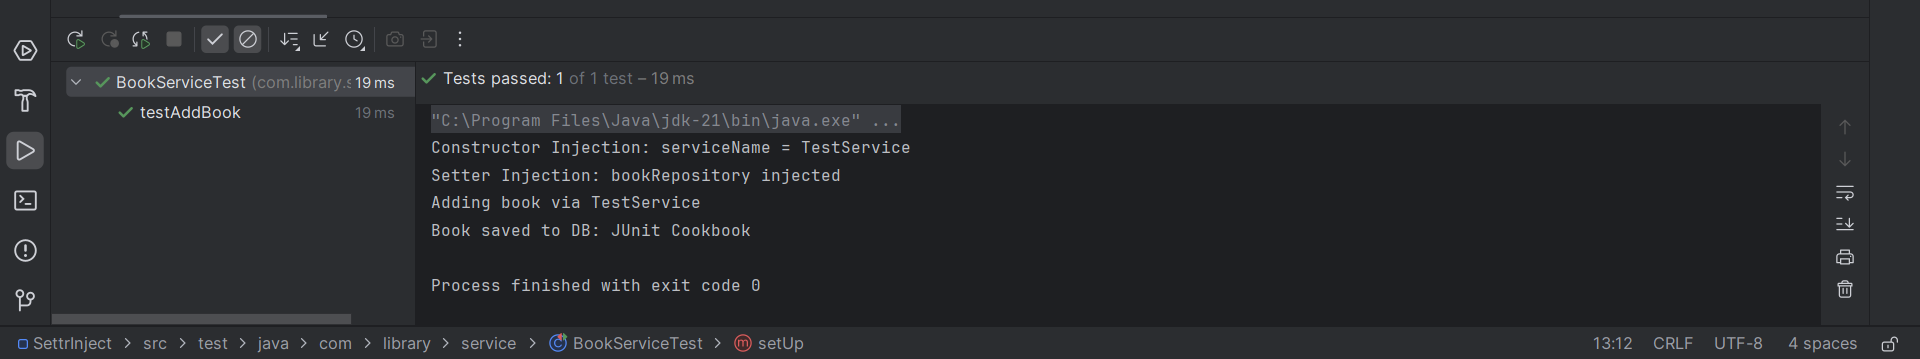 BookServiceTest (com.library.s 19 ms
testAddBook 19 ms
Tests passed: 1 of 1 test – 19 ms
"C:\Program Files\Java\jdk-21\bin\java.exe" ...
Constructor Injection: serviceName = TestService
Setter Injection: bookRepository injected
Adding book via TestService
Book saved to DB: JUnit Cookbook
Process finished with exit code 0
SettrInject > src > test > java > com > library > service > BookServiceTest > setUp 13:12 CRLF UTF-8 4 spaces